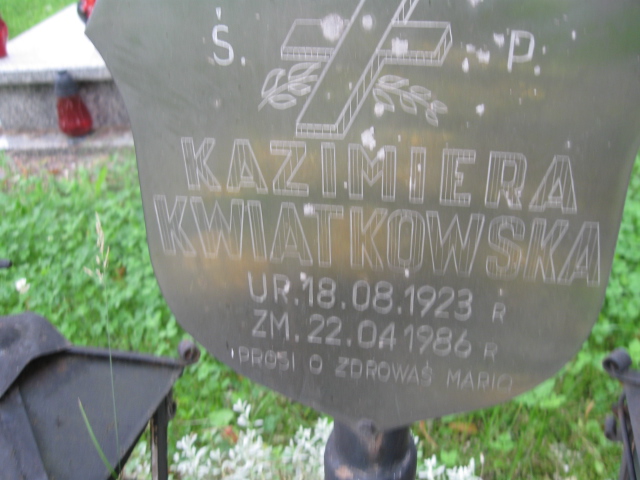 Ś. P.
KAZIMIERA
KWIATKOWSKA
UR. 18.08.1923 R
ZM. 22.04.1986 R
PROSI O ZDROWAŚ MARIO